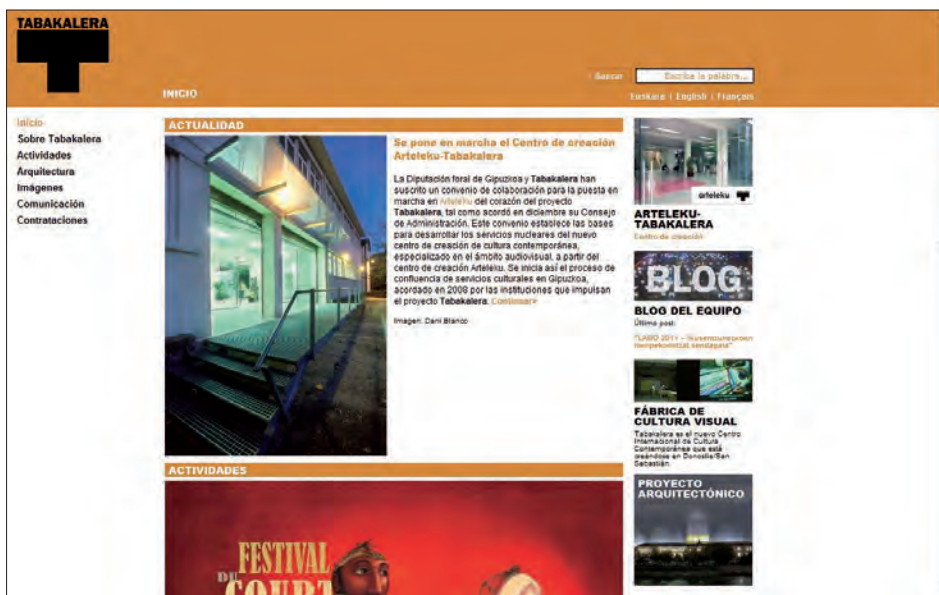 TABAKALERA
Buscar
Escribe la palabra...
INICIO
Euskara | English | Français
Inicio
Sobre Tabakalera
Actividades
Arquitectura
Imágenes
Comunicación
Contrataciones
ACTUALIDAD
Se pone en marcha el Centro de creación
Arteleku-Tabakalera
La Diputación foral de Gipuzkoa y Tabakalera han
suscrito un convenio de colaboración para la puesta en
marcha en Arteleku del corazón del proyecto
Tabakalera, tal como acordó en diciembre su Consejo
de Administración. Este convenio establece las bases
para desarrollar los servicios nucleares del nuevo
centro de creación de cultura contemporánea,
especializado en el ámbito audiovisual, a partir del
centro de creación Arteleku. Se inicia así el proceso de
confluencia de servicios culturales en Gipuzkoa,
acordado en 2008 por las instituciones que impulsan
el proyecto Tabakalera. Continuar»
Imagen: Dani Blanco
ACTIVIDADES
FESTIVAL
DU
COURT
arteleku
ARTELEKU-
TABAKALERA
Centro de creación
BLOG
BLOG DEL EQUIPO
Último post:
"LABO 2011 –
FÁBRICA DE
CULTURA VISUAL
Tabakalera es el nuevo Centro
Internacional de Cultura
Contemporánea que está
creándose en Donostia/San
Sebastián
PROYECTO
ARQUITECTÓNICO